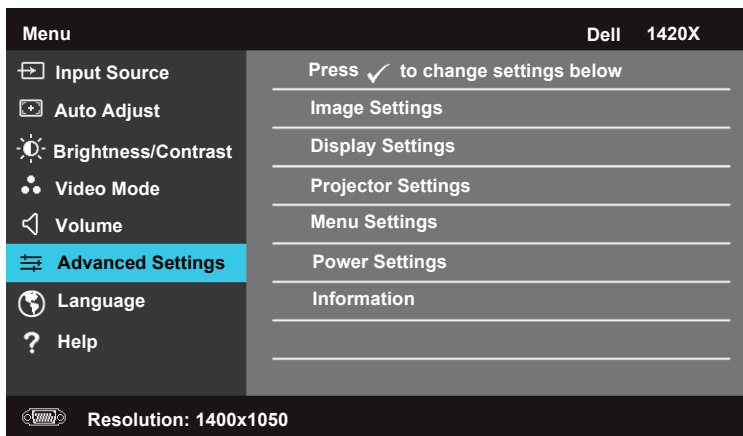 Menu Dell 1420X
Input Source
Auto Adjust
Brightness/Contrast
Video Mode
Volume
Advanced Settings
Language
? Help
Press ✓ to change settings below
Image Settings
Display Settings
Projector Settings
Menu Settings
Power Settings
Information
Resolution: 1400x1050